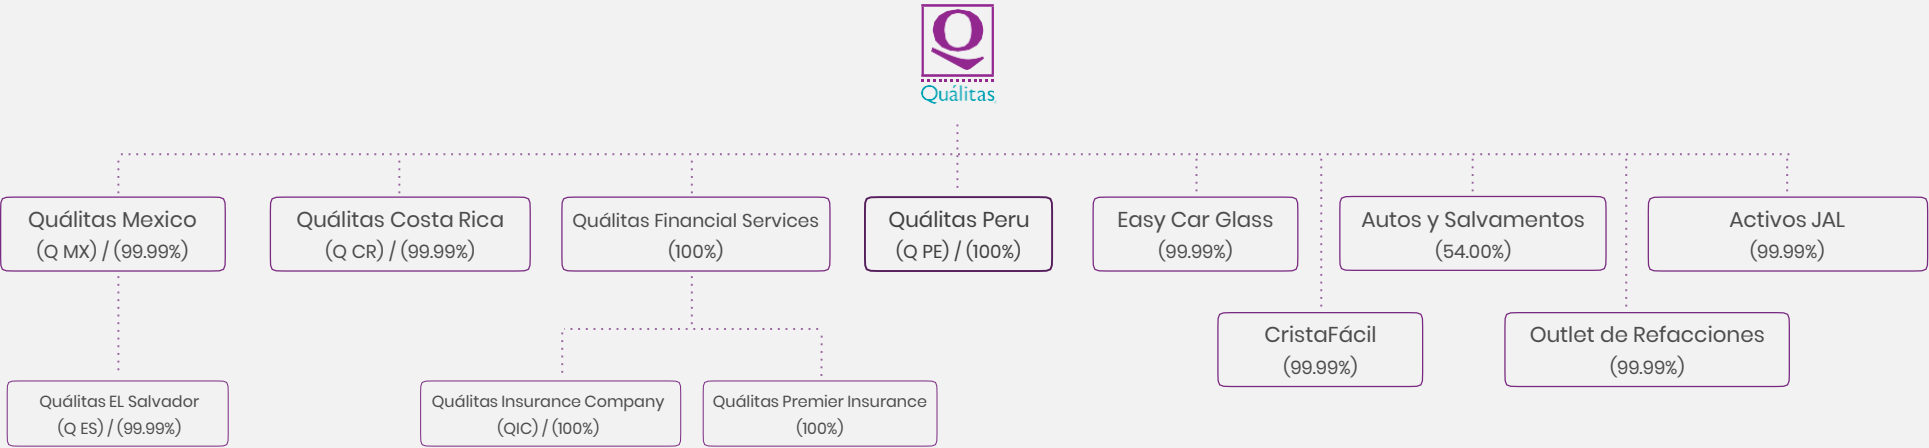 Q
Quálitas
Quálitas Mexico
(Q MX) / (99.99%)
Quálitas Costa Rica
(Q CR) / (99.99%)
Quálitas Financial Services
(100%)
Quálitas Peru
(Q PE) / (100%)
Easy Car Glass
(99.99%)
Autos y Salvamentos
(54.00%)
Activos JAL
(99.99%)
CristaFácil
(99.99%)
Outlet de Refacciones
(99.99%)
Quálitas EL Salvador
(Q ES) / (99.99%)
Quálitas Insurance Company
(QIC) / (100%)
Quálitas Premier Insurance
(100%)